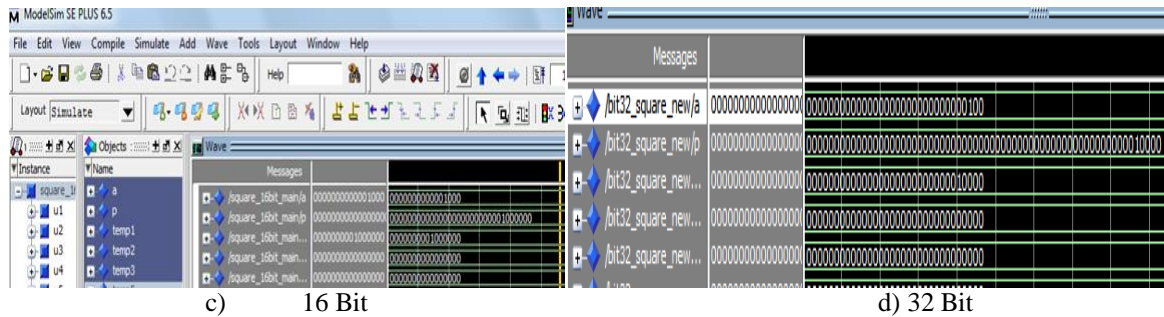 ModelSim SE PLUS 6.5
File Edit View Compile Simulate Add Wave Tools Layout Window Help
Help
Layout Simulate
Instance
square_1
u1
u2
u3
u4
Objects
Name
a
p
temp1
temp2
temp3
Wave
Messages
/square_16bit_main/a 0000000000001000 0000000000001000
/square_16bit_main/p 0000000000000000 00000000000000000000000001000000
/square_16bit_main... 0000000001000000 0000000001000000
/square_16bit_main... 0000000000000000 0000000000000000
/square_16bit_main... 0000000000000000 0000000000000000
c) 16 Bit
Wave
Messages
/bit32_square_new/a 0000000000000000 00000000000000000000000000000100
/bit32_square_new/p 0000000000000000 0000000000000000000000000000000000000000000000000000000000010000
/bit32_square_new... 0000000000000000 00000000000000000000000000010000
/bit32_square_new... 0000000000000000 00000000000000000000000000000000
/bit32_square_new... 0000000000000000 00000000000000000000000000000000
d) 32 Bit